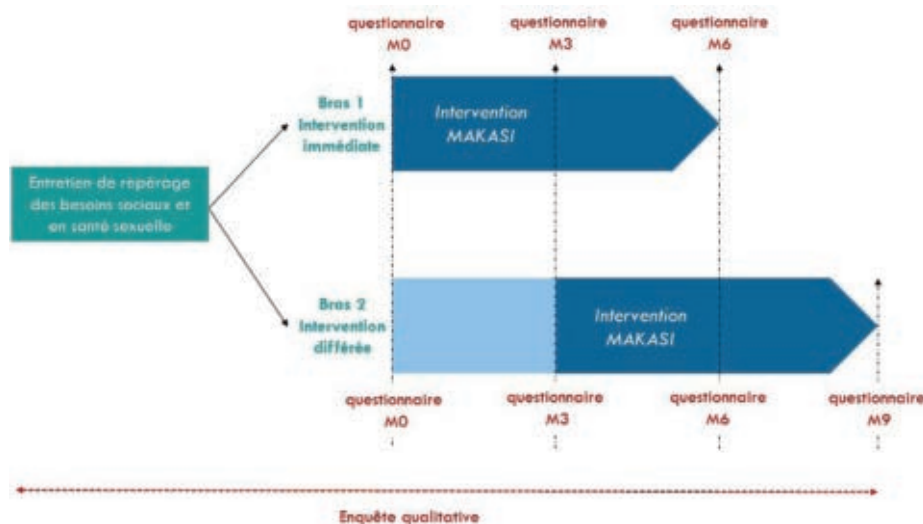 questionnaire
M0
questionnaire
M3
questionnaire
M6
Bras 1
Intervention
immédiate
Intervention
MAKASI
Entretien de repérage
des besoins sociaux et
en santé sexuelle
Bras 2
Intervention
différée
Intervention
MAKASI
questionnaire
M0
questionnaire
M3
questionnaire
M6
questionnaire
M9
Enquête qualitative